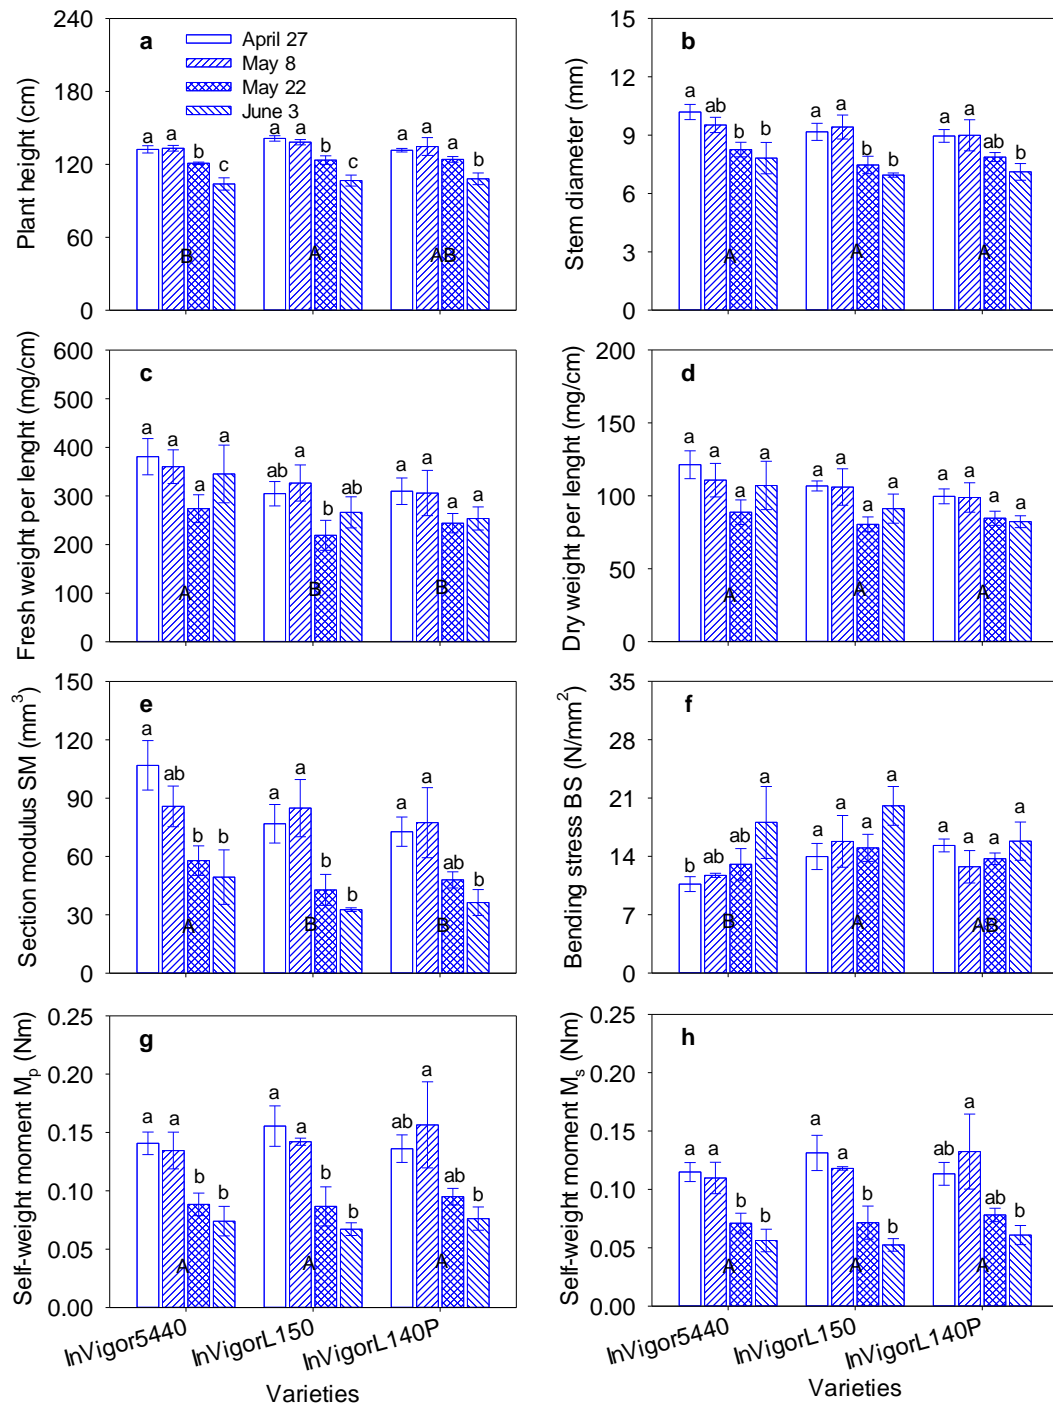 a
April 27
May 8
May 22
June 3
Plant height (cm)
240
180
120
60
0
a a b c
a a b c
a a ab b
B A AB
b
Stem diameter (mm)
15
12
9
6
3
0
a ab b b
a a b b
a a ab b
A A A
c
Fresh weight per lenght (mg/cm)
600
500
400
300
200
100
0
a a a a
ab a b ab
a a a a
A B B
d
Dry weight per lenght (mg/cm)
200
150
100
50
0
a a a a
a a a a
a a a a
A A A
e
Section modulus SM (mm³)
150
120
90
60
30
0
a ab b b
a a b b
a a ab b
A B B
f
Bending stress BS (N/mm²)
35
28
21
14
7
0
b ab ab a
a a a a
a a a a
B A AB
g
Self-weight moment Mp (Nm)
0.25
0.20
0.15
0.10
0.05
0.00
a a b b
a a b b
ab a ab b
A A A
InVigor5440
InVigorL150
InVigorL140P
Varieties
h
Self-weight moment Ms (Nm)
0.25
0.20
0.15
0.10
0.05
0.00
a a b b
a a b b
ab a ab b
A A A
InVigor5440
InVigorL150
InVigorL140P
Varieties